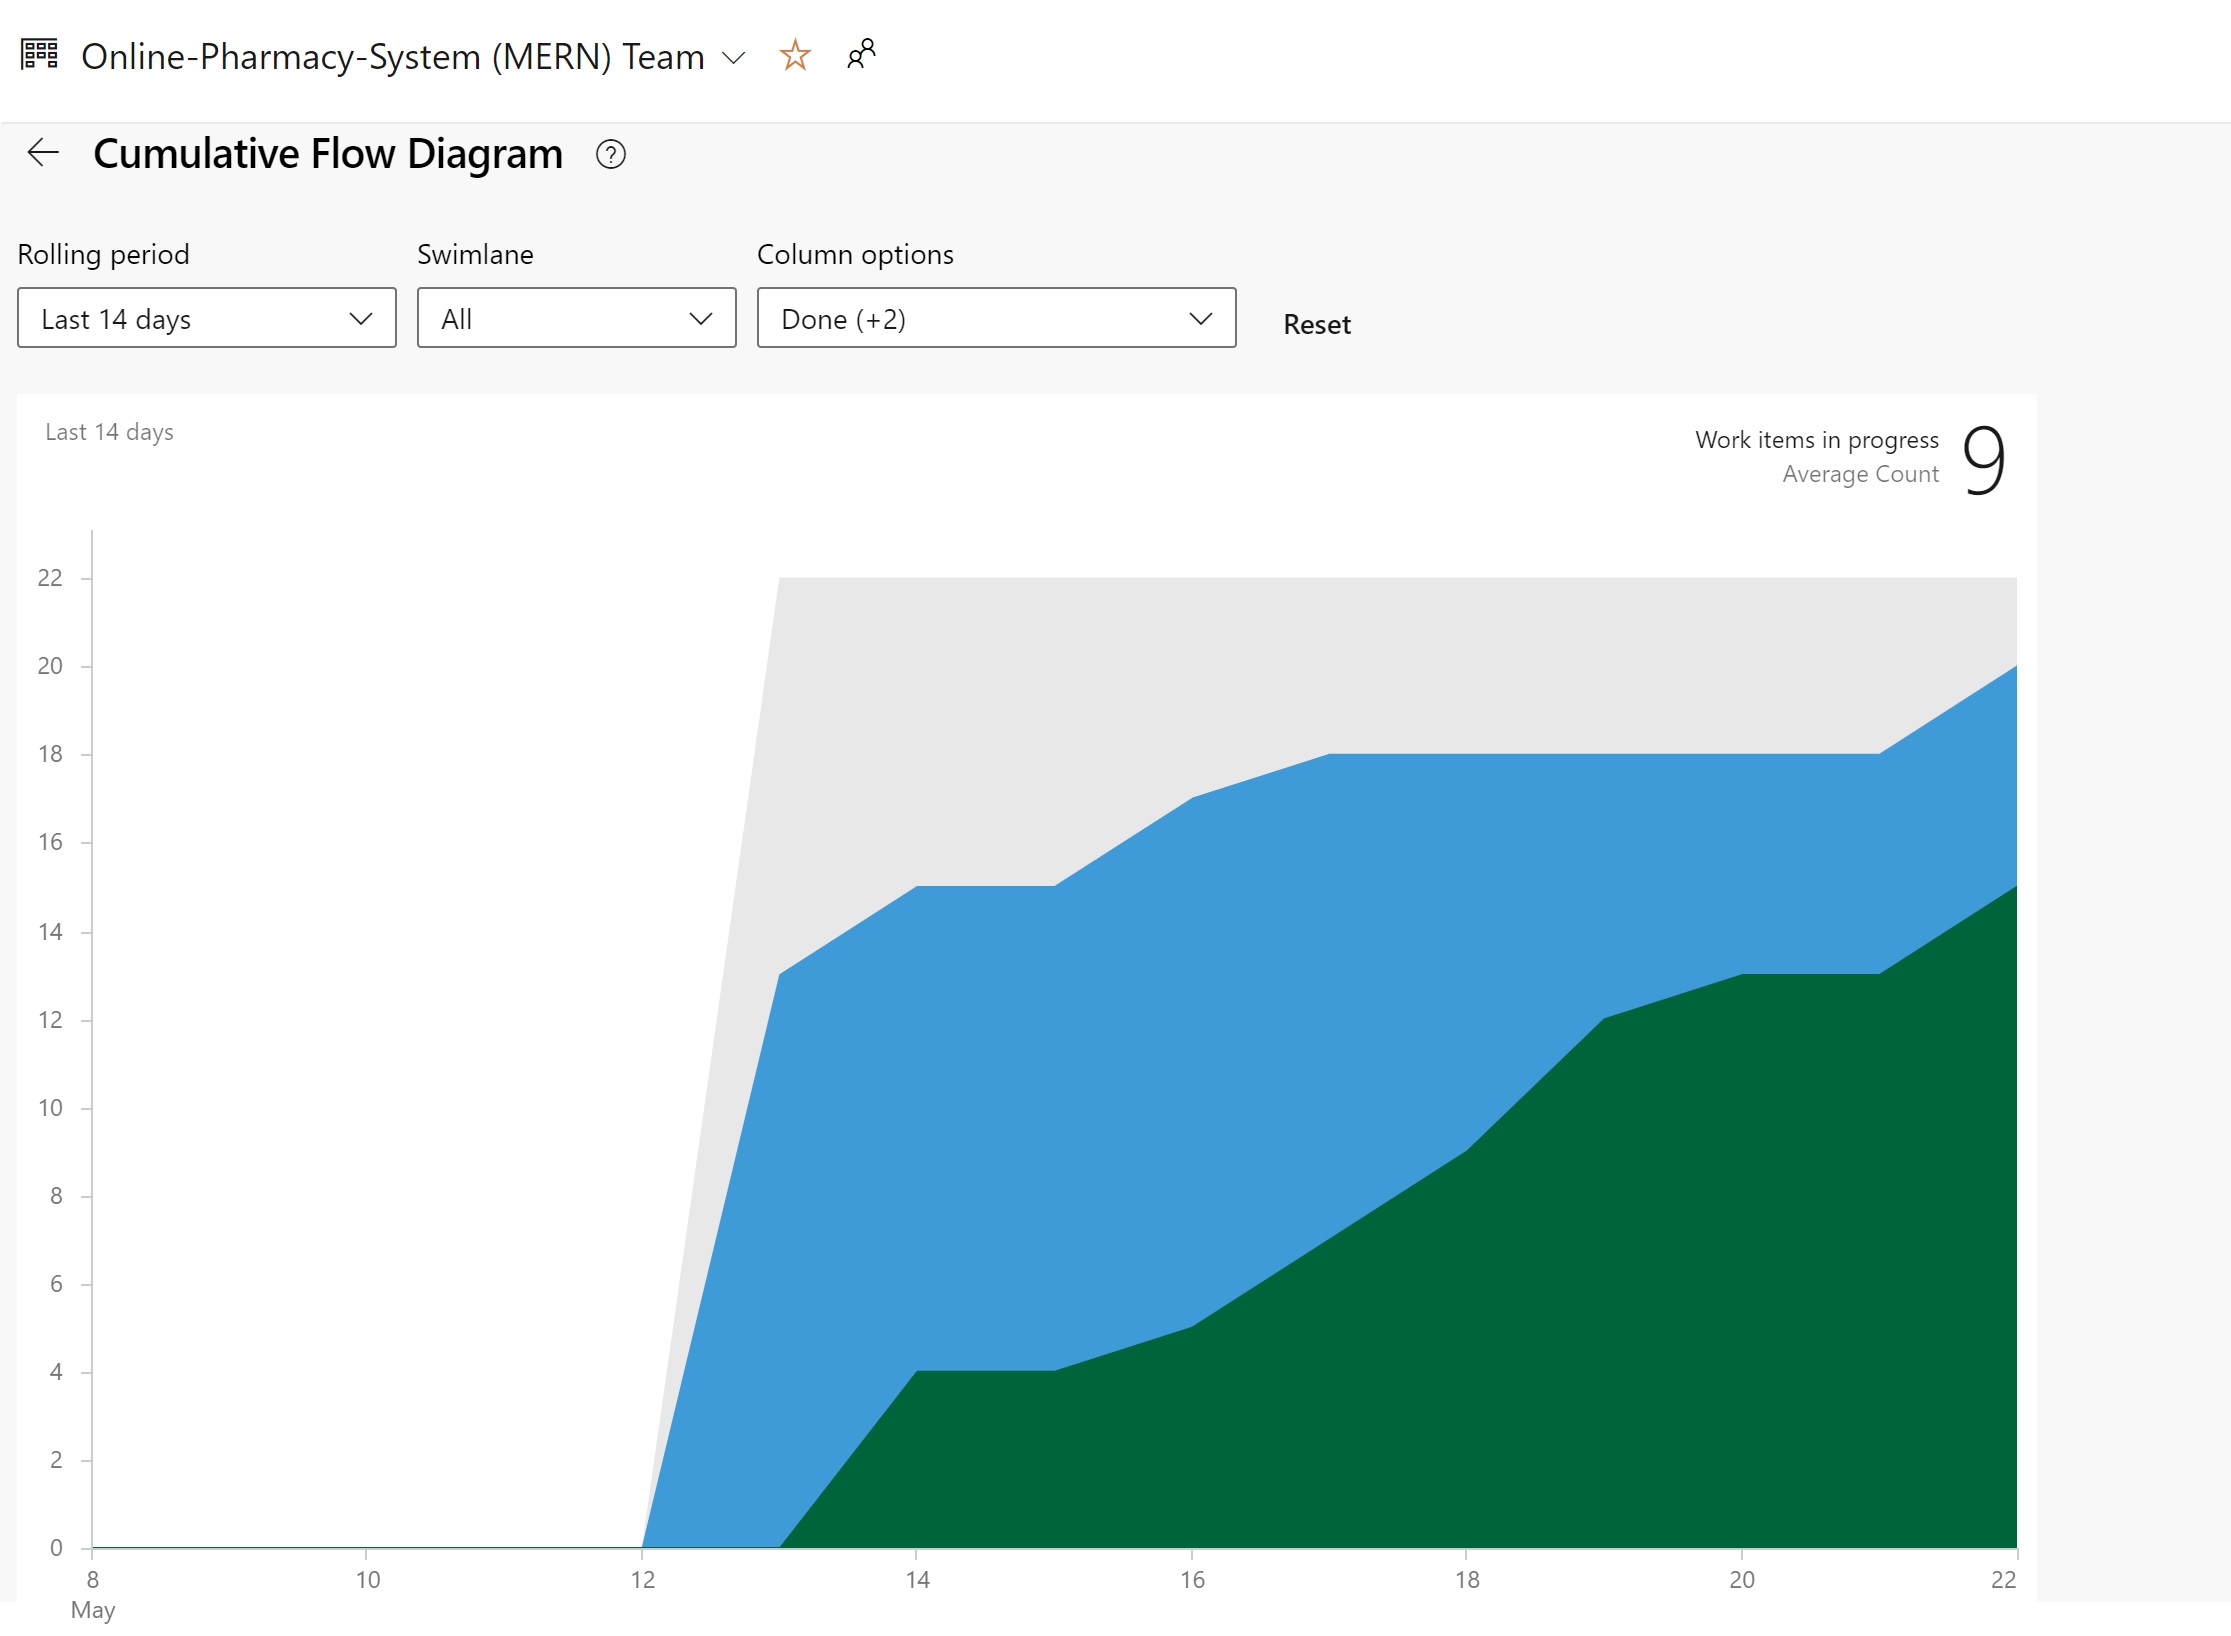 Online-Pharmacy-System (MERN) Team
Cumulative Flow Diagram
Rolling period
Swimlane
Column options
Last 14 days
All
Done (+2)
Reset
Last 14 days
Work items in progress
Average Count
9
22
20
18
16
14
12
10
8
6
4
2
0
8
10
12
14
16
18
20
22
May